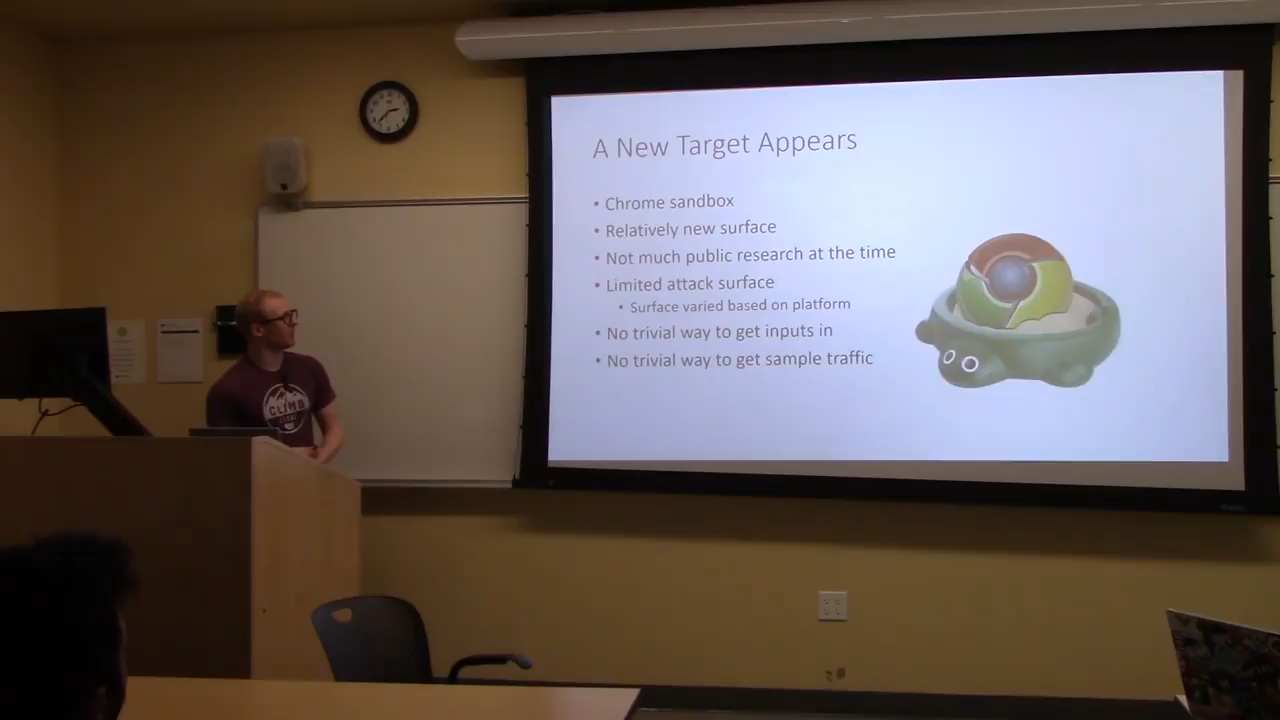 A New Target Appears
• Chrome sandbox
• Relatively new surface
• Not much public research at the time
• Limited attack surface
• Surface varied based on platform
• No trivial way to get inputs in
• No trivial way to get sample traffic
CLIMB